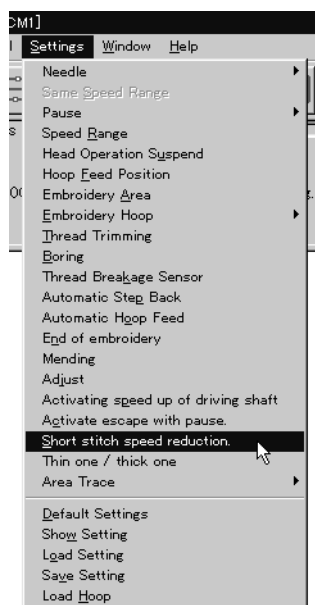 CM1]
Settings Window Help
Needle
Same Speed Range
Pause
Speed Range
Head Operation Suspend
Hoop Feed Position
Embroidery Area
Embroidery Hoop
Thread Trimming
Boring
Thread Breakage Sensor
Automatic Step Back
Automatic Hoop Feed
End of embroidery
Mending
Adjust
Activating speed up of driving shaft
Activate escape with pause.
Short stitch speed reduction.
Thin one / thick one
Area Trace
Default Settings
Show Setting
Load Setting
Save Setting
Load Hoop